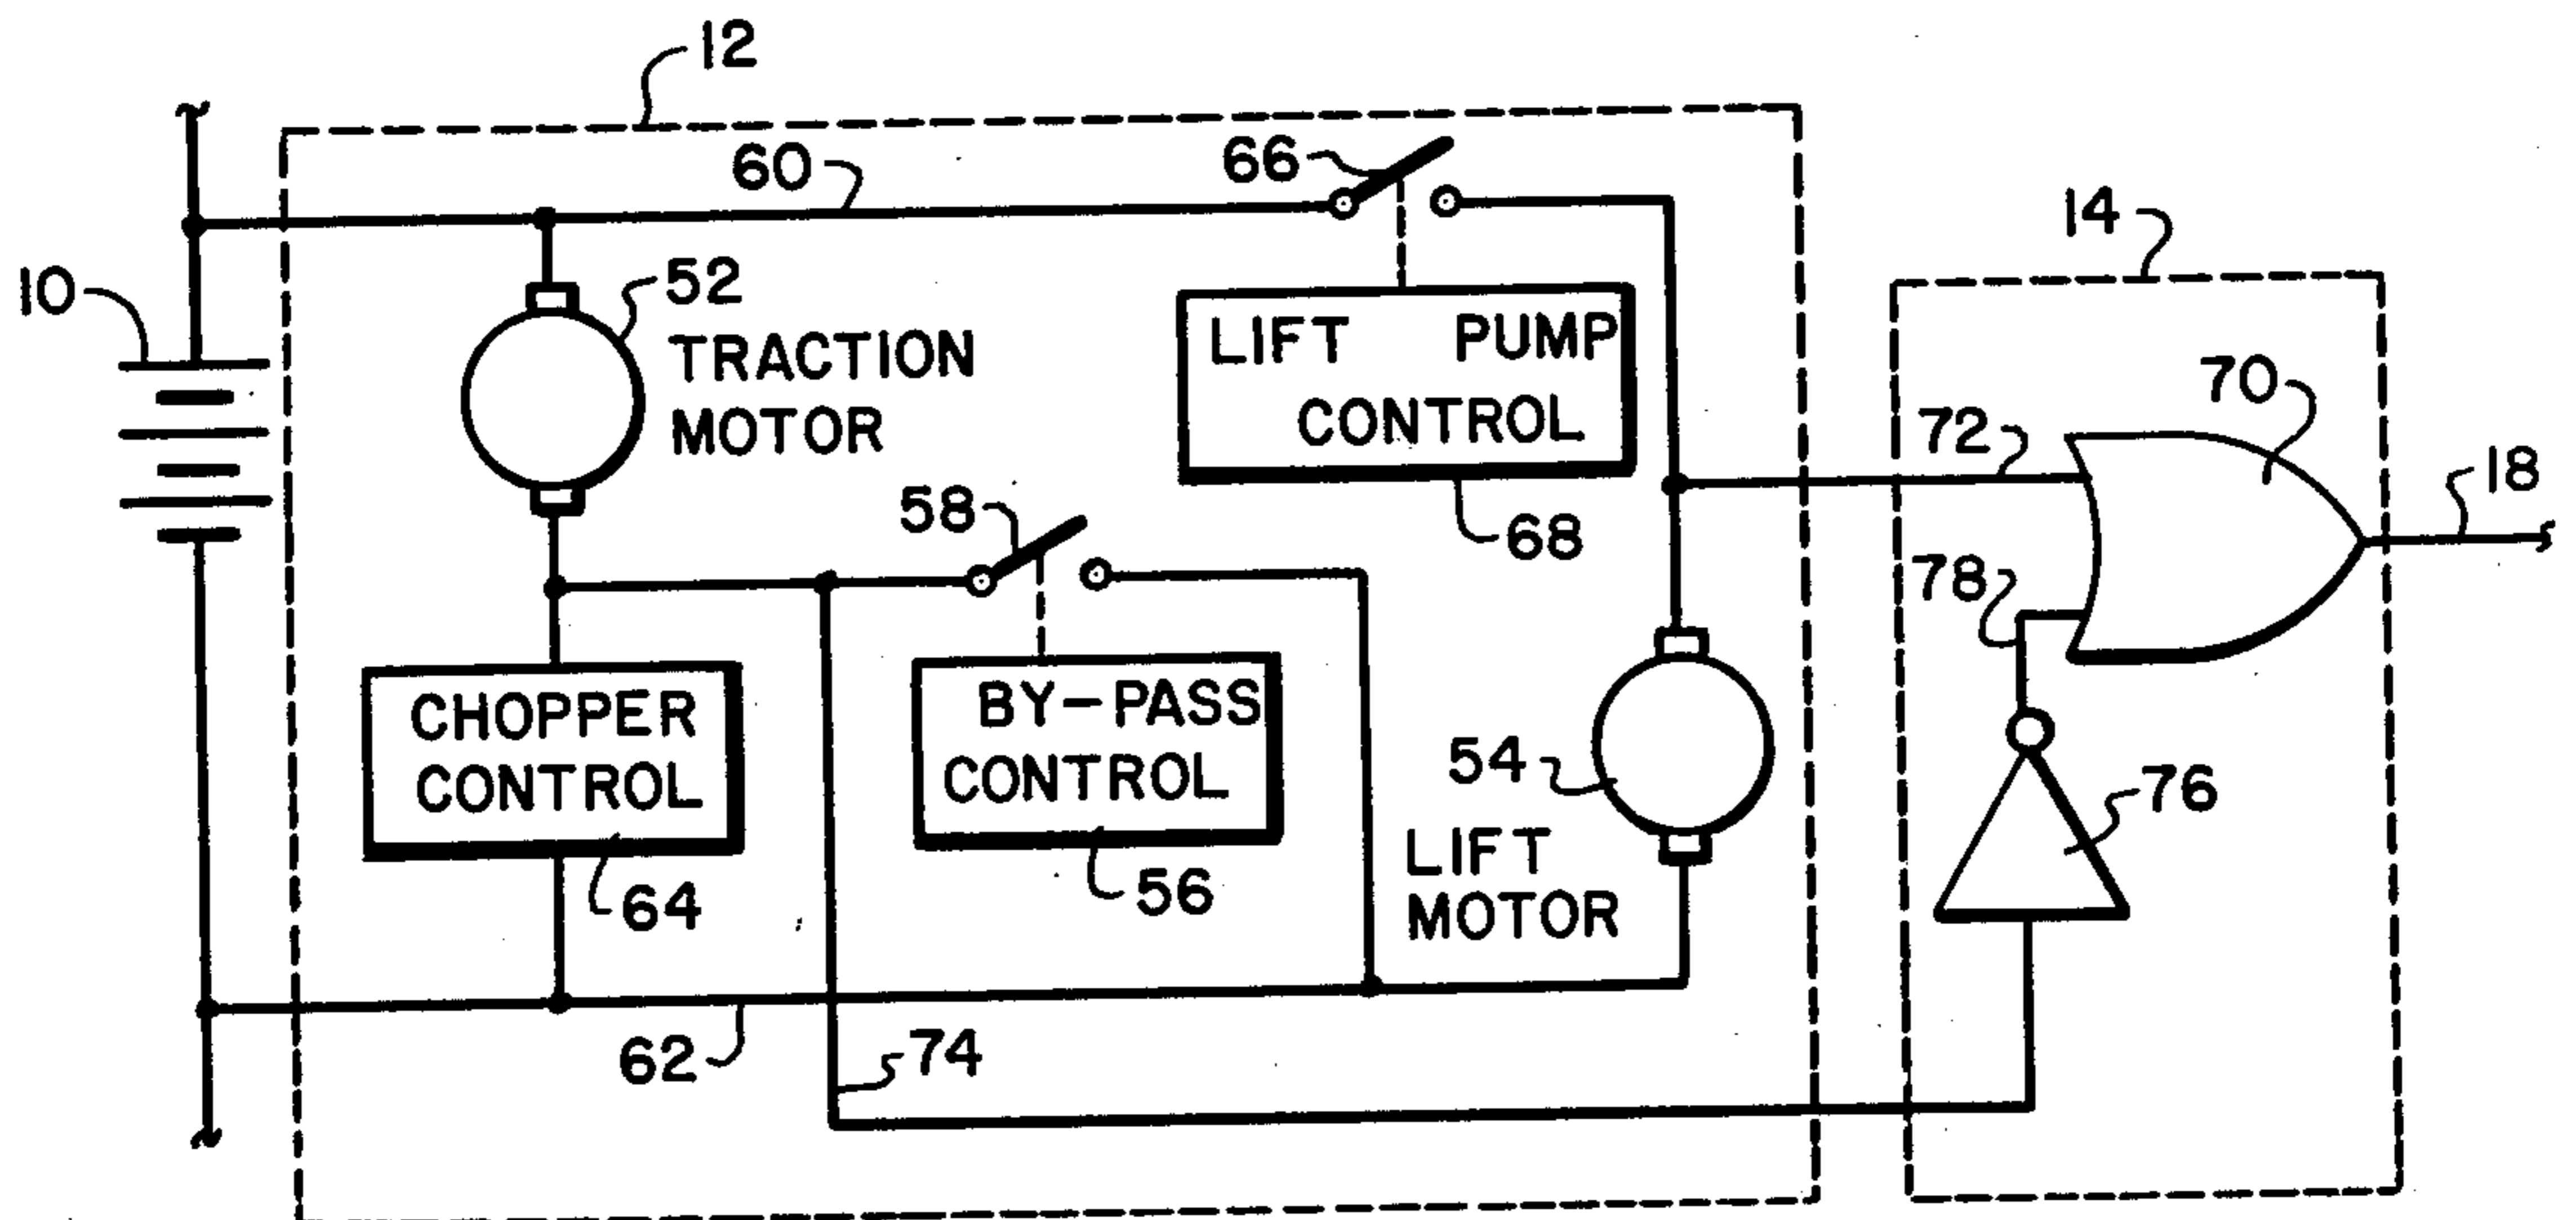 12
60
66
14
10
52
TRACTION
MOTOR
LIFT PUMP
CONTROL
70
72
18
58
68
78
CHOPPER
CONTROL
BY-PASS
CONTROL
54
76
LIFT
MOTOR
64
56
62
74